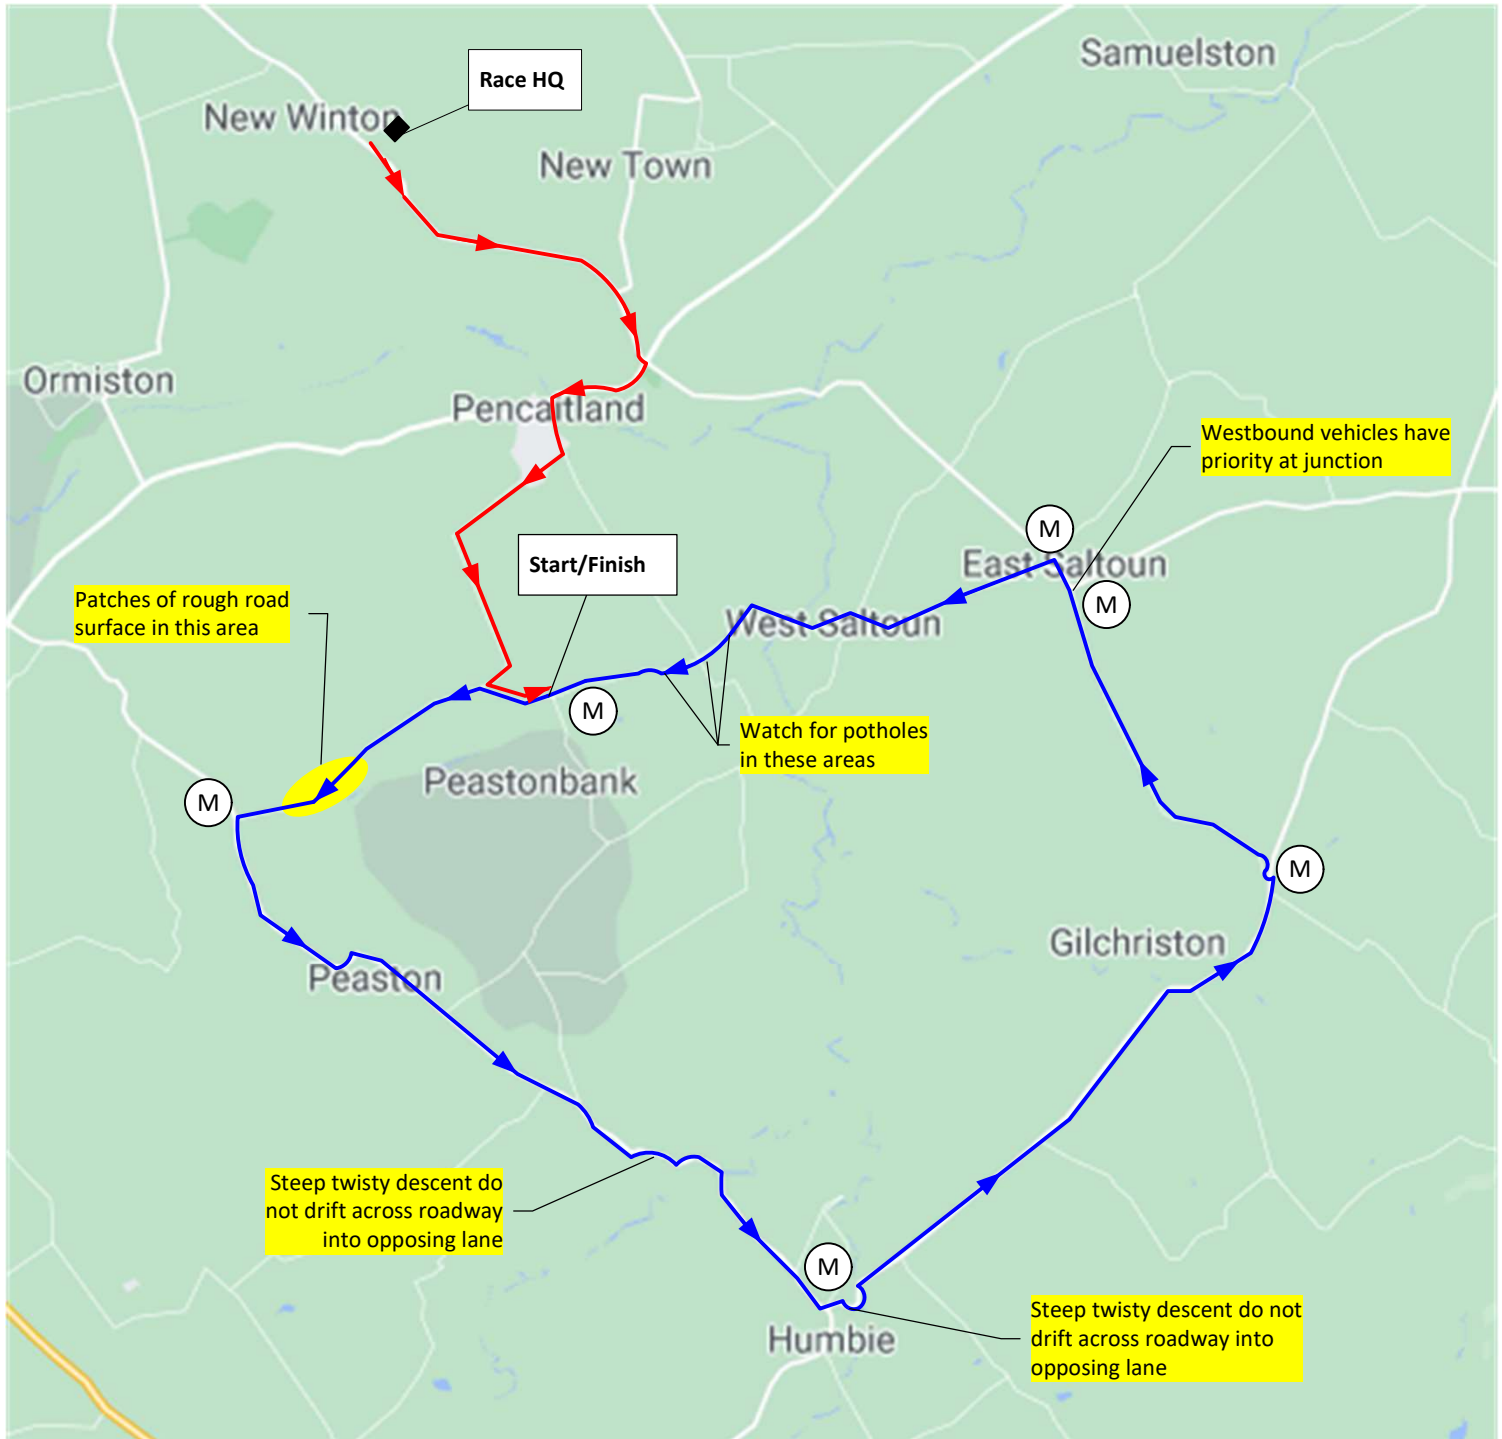 Samuelston
Race HQ
New Winton
New Town
Ormiston
Pencaitland
Westbound vehicles have
priority at junction
M
Start/Finish
East Saltoun
Patches of rough road
surface in this area
M
West Saltoun
M
Watch for potholes
in these areas
Peastonbank
M
M
Gilchriston
Peaston
Steep twisty descent do
not drift across roadway
into opposing lane
M
Humbie
Steep twisty descent do not
drift across roadway into
opposing lane